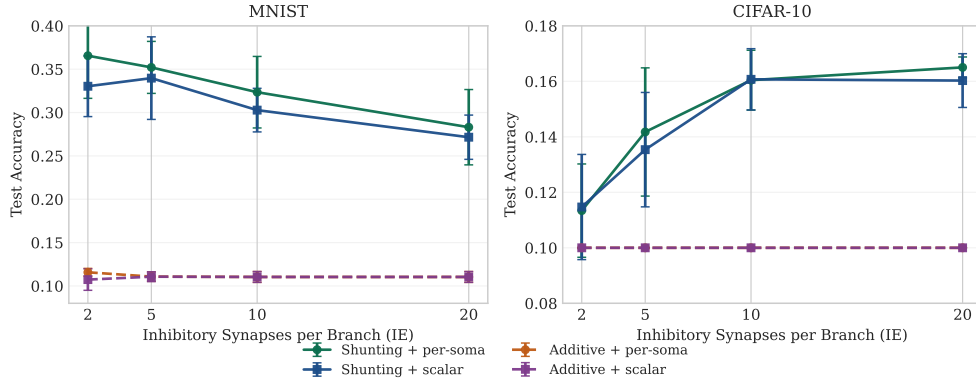 MNIST
0.40
0.35
0.30
0.25
0.20
0.15
0.10
Test Accuracy
2
5
10
20
Inhibitory Synapses per Branch (IE)
CIFAR-10
0.18
0.16
0.14
0.12
0.10
0.08
Test Accuracy
2
5
10
20
Inhibitory Synapses per Branch (IE)
Shunting + per-soma
Shunting + scalar
Additive + per-soma
Additive + scalar